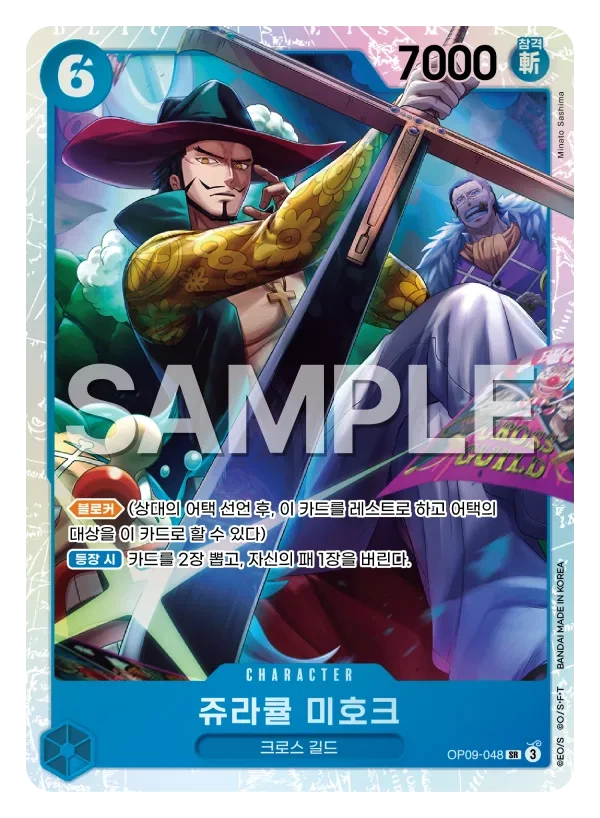 6
7000
참격
斬
Minato Sashima
SAMPLE
CROSS
GUILD
블로커 (상대의 어택 선언 후, 이 카드를 레스트로 하고 어택의
대상을 이 카드로 할 수 있다)
등장 시 카드를 2장 뽑고, 자신의 패 1장을 버린다.
CHARACTER
쥬라큘 미호크
크로스 길드
OP09-048 SR 3
©EO/S ©O/S·F·T BANDAI MADE IN KOREA